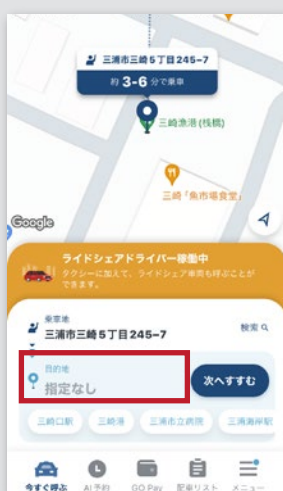 三浦市三崎5丁目245-7
約 3-6 分で乗車
三崎漁港(桟橋)
三崎「魚市場食堂」
Google
ライドシェアドライバー稼働中
タクシーに加えて、ライドシェア車両も呼ぶことが
できます。
乗車地
三浦市三崎5丁目245-7
検索
目的地
指定なし
次へすすむ
三崎口駅
三崎港
三浦市立病院
三浦海岸駅
今すぐ呼ぶ
AI予約
GO Pay
配車リスト
メニュー